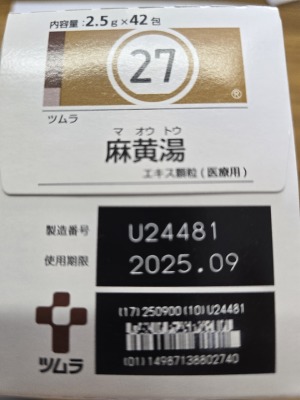 内容量：2.5g×42包
27
®
ツムラ
マ オウ トウ
麻黄湯
エキス顆粒(医療用)
製造番号 U24481
使用期限 2025.09
(17)250900(10)U24481
(01)14987138802740
ツムラ